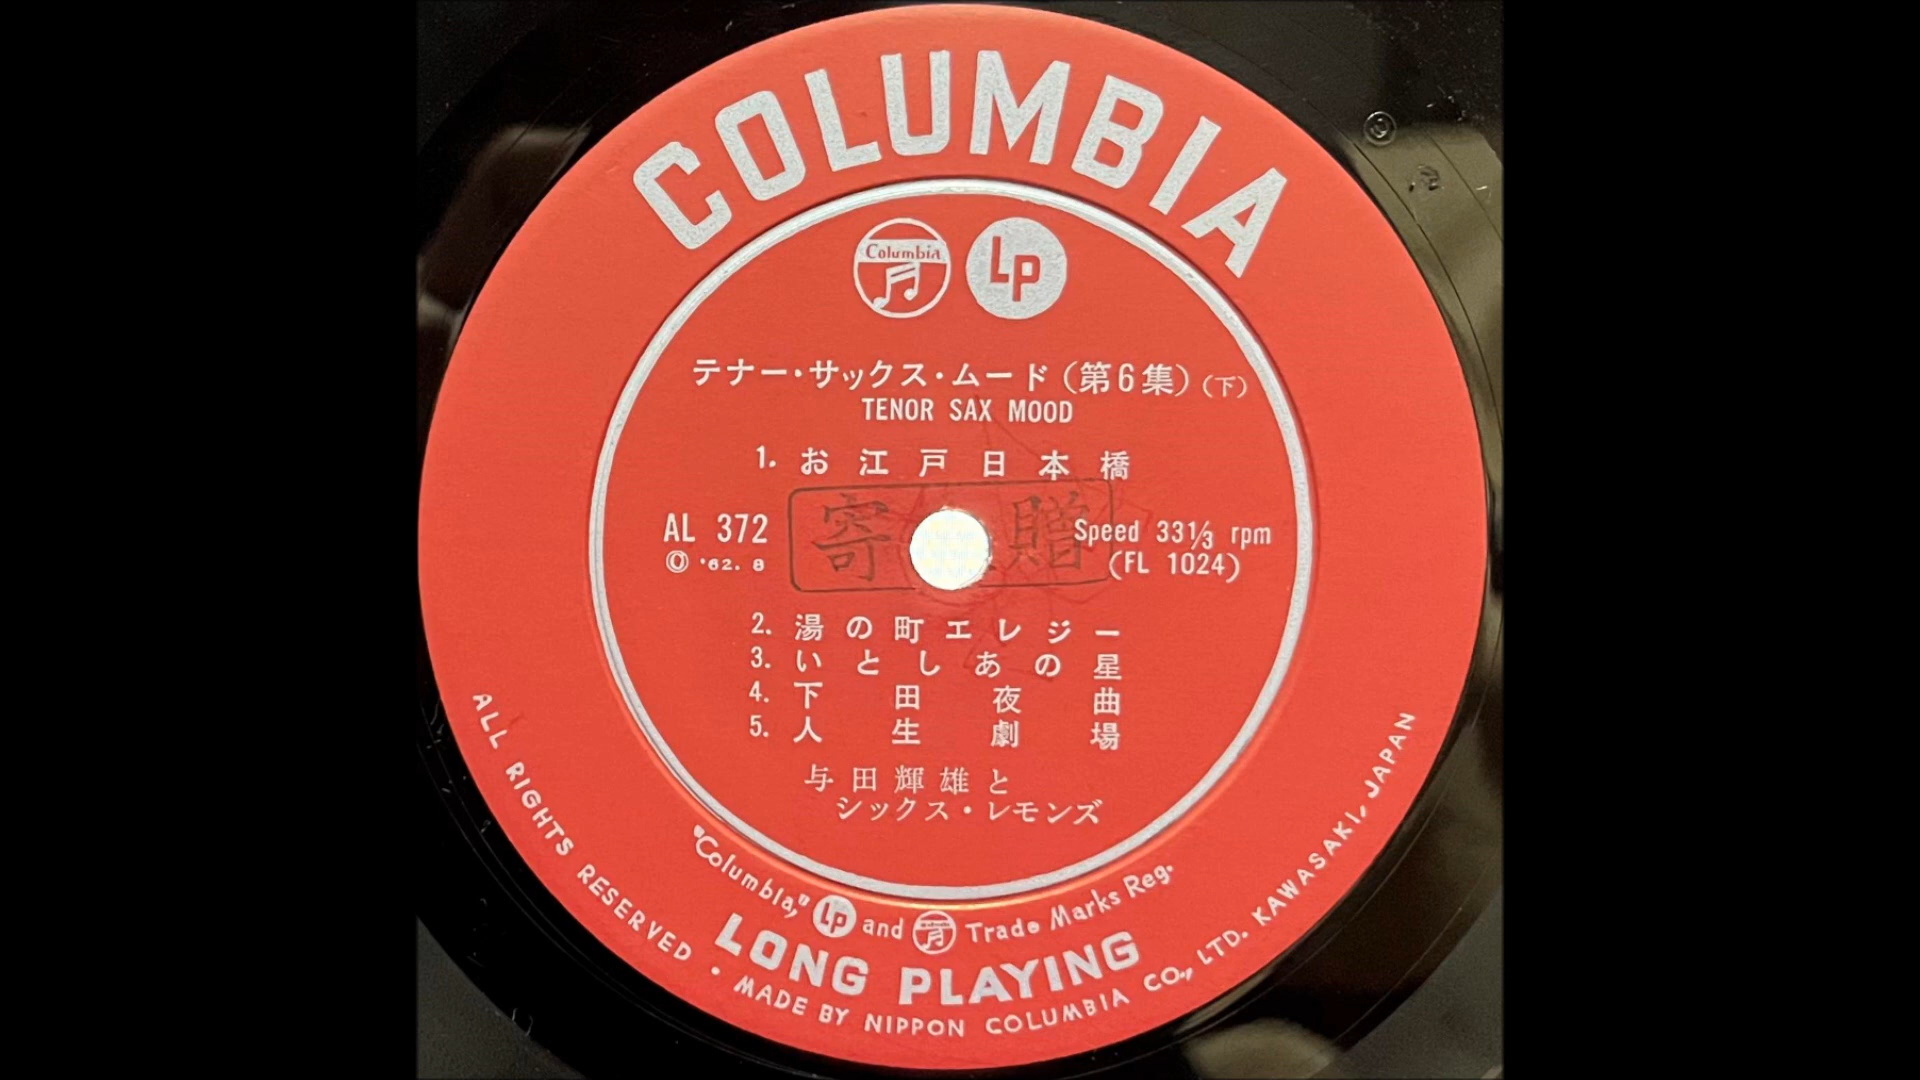 COLUMBIA
Columbia
LP
テナー・サックス・ムード（第6集）（下）
TENOR SAX MOOD
1. お江戸日本橋
寄贈
AL 372
Ⓟ '62. 8
Speed 33 1/3 rpm
(FL 1024)
2. 湯の町エレジー
3. いとしあの星
4. 下田夜曲
5. 人生劇場
与田輝雄と
シックス・レモンズ
"Columbia," LP and Trade Marks Reg.
LONG PLAYING
ALL RIGHTS RESERVED • MADE BY NIPPON COLUMBIA CO., LTD. KAWASAKI, JAPAN